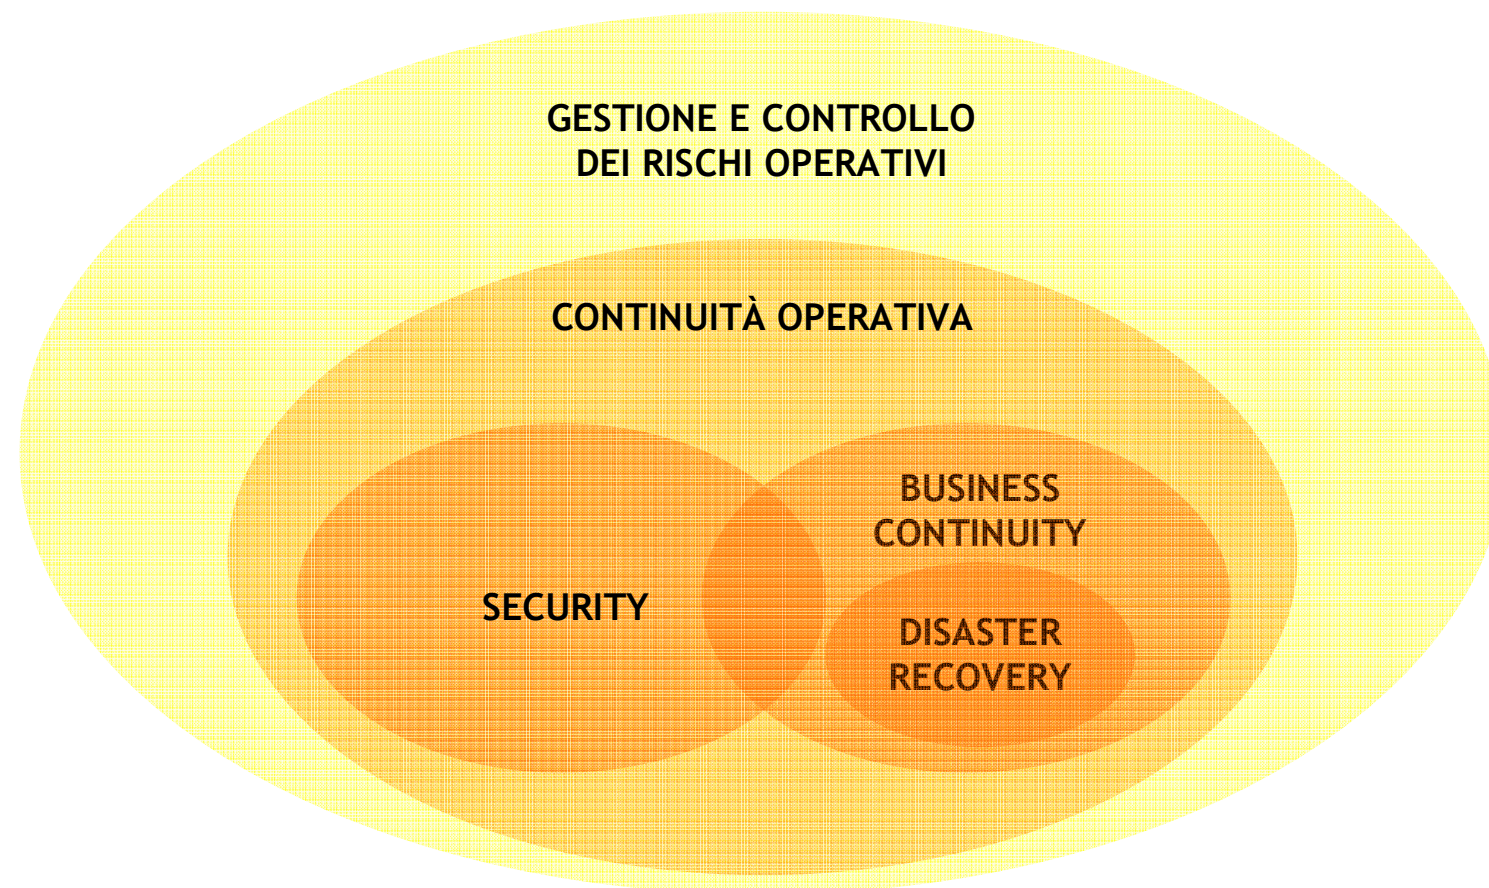 GESTIONE E CONTROLLO
DEI RISCHI OPERATIVI
CONTINUITÀ OPERATIVA
BUSINESS
CONTINUITY
SECURITY
DISASTER
RECOVERY